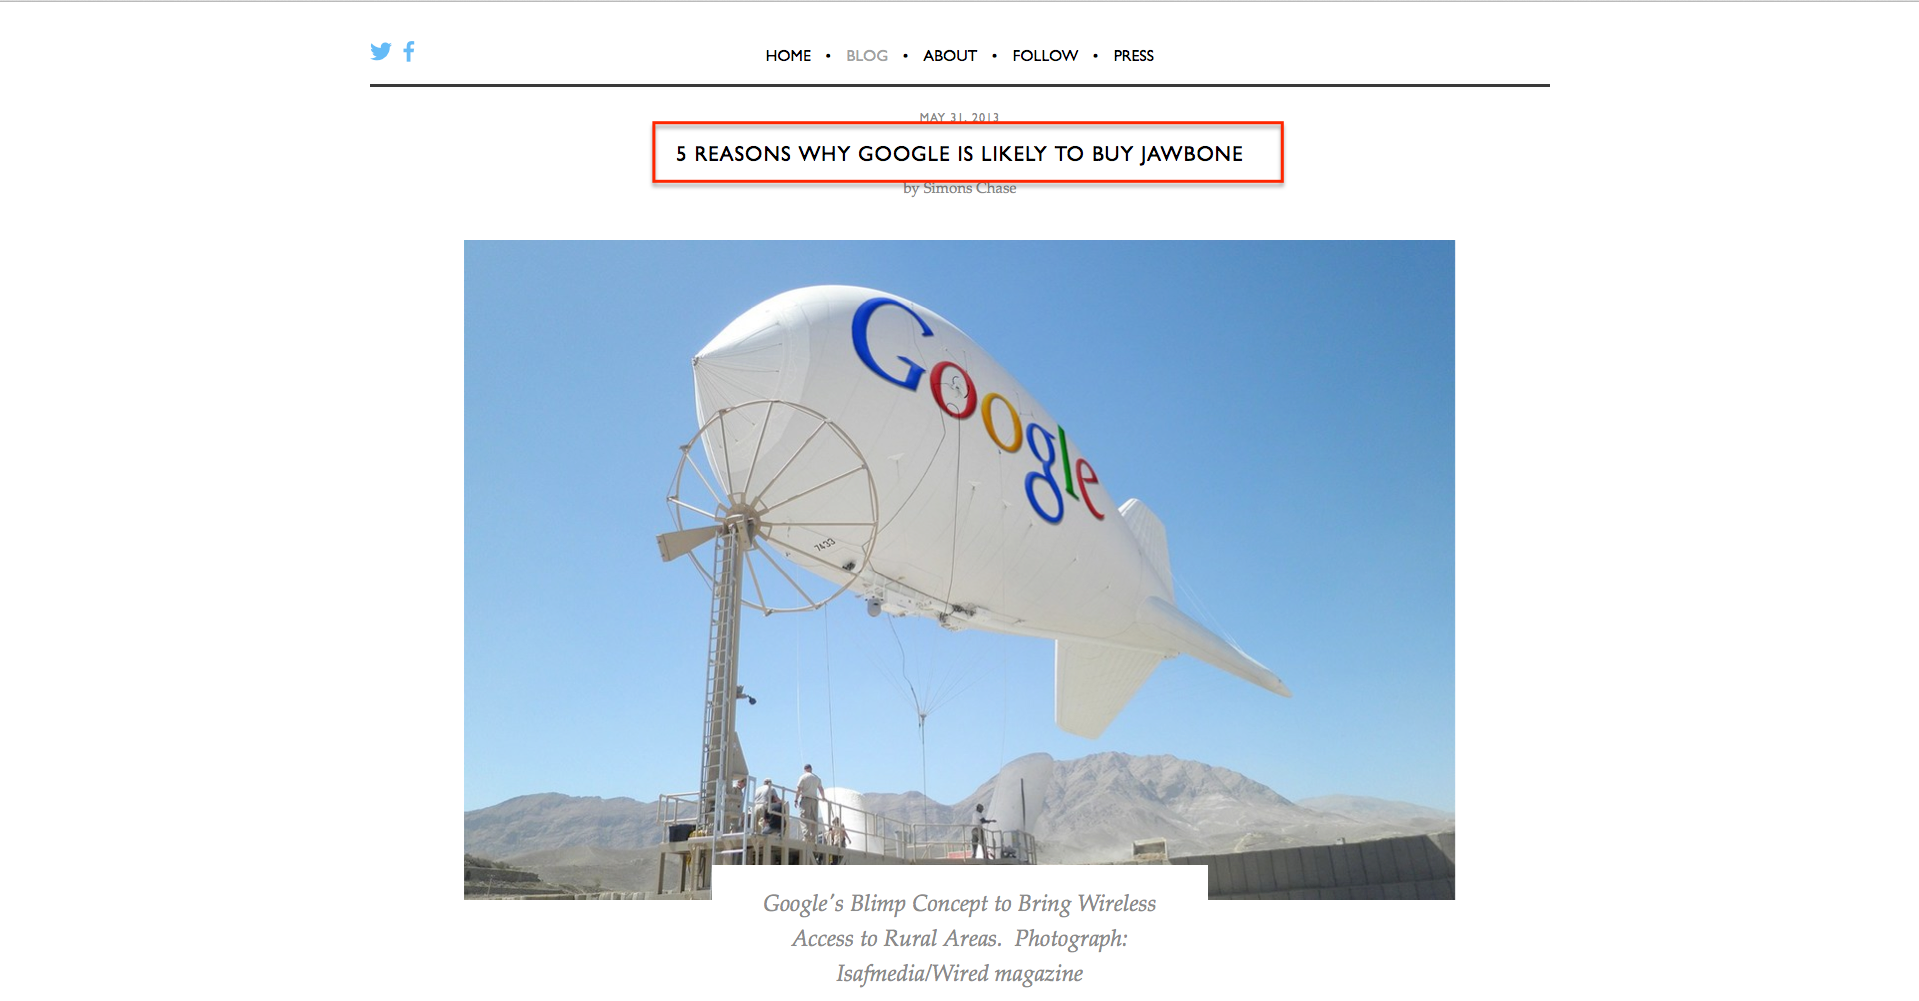 HOME • BLOG • ABOUT • FOLLOW • PRESS
MAY 31, 2013
5 REASONS WHY GOOGLE IS LIKELY TO BUY JAWBONE
by Simons Chase
Google
7433
Google's Blimp Concept to Bring Wireless
Access to Rural Areas.  Photograph:
Isafmedia/Wired magazine